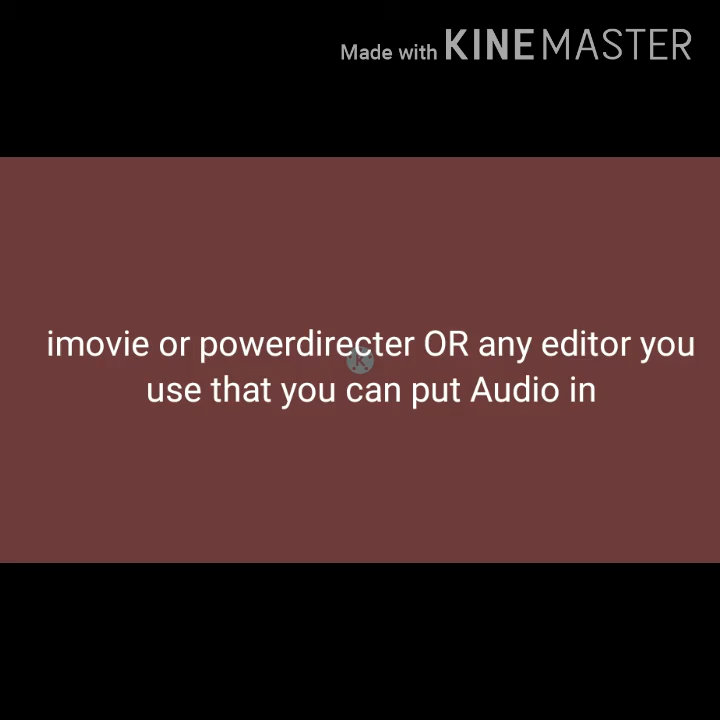 Made with KINEMASTER
imovie or powerdirecter OR any editor you
use that you can put Audio in
K